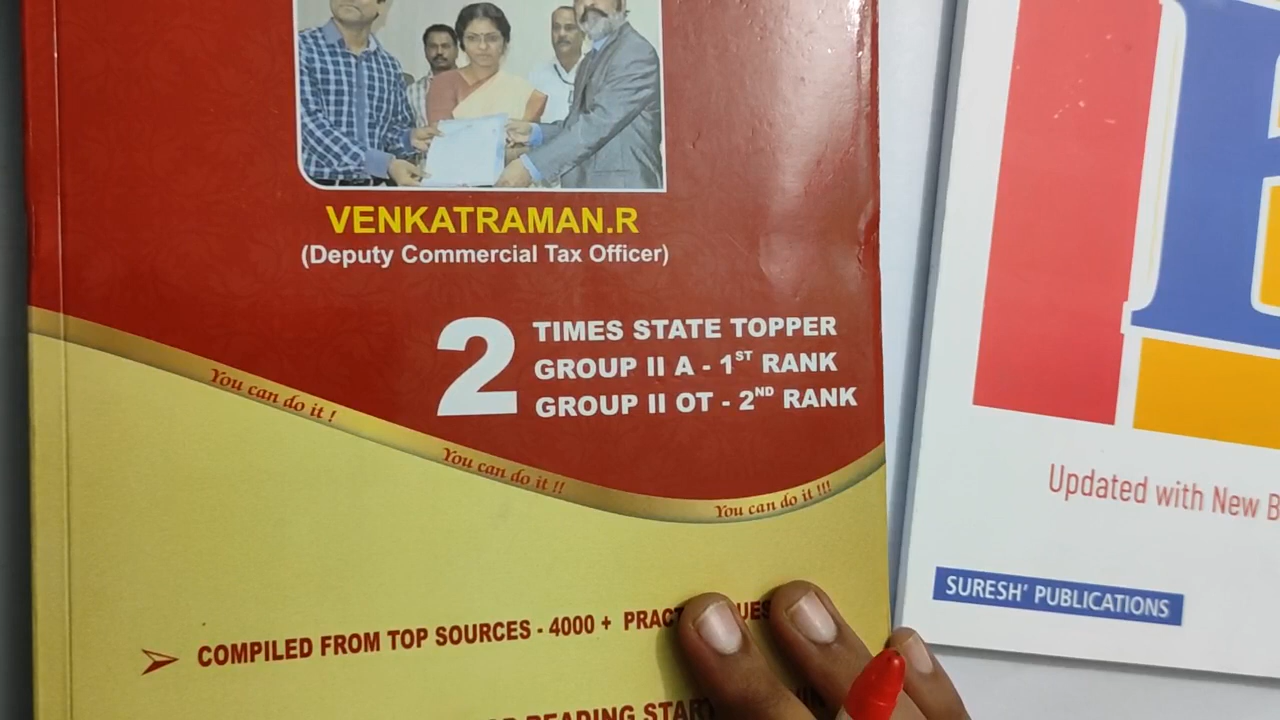 VENKATRAMAN.R
(Deputy Commercial Tax Officer)
2 TIMES STATE TOPPER
GROUP II A - 1ST RANK
GROUP II OT - 2ND RANK
You can do it !
You can do it !!
You can do it !!!
COMPILED FROM TOP SOURCES - 4000 +
READING
Updated with New
SURESH' PUBLICATIONS